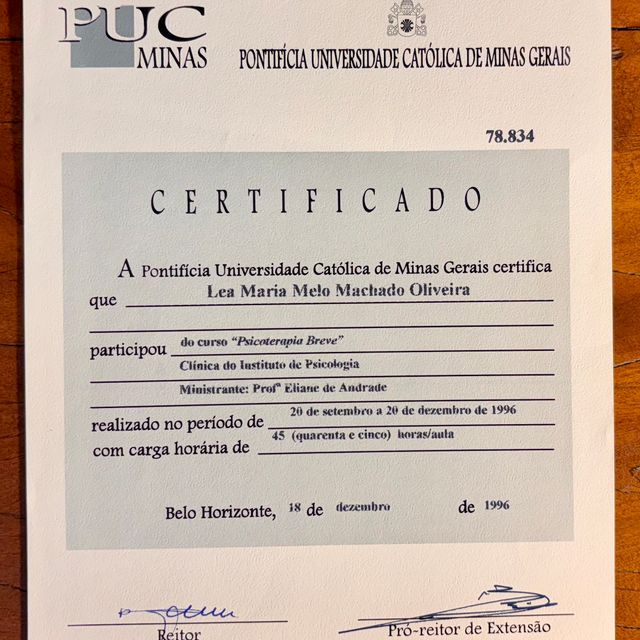 PUC
MINAS
PONTIFÍCIA UNIVERSIDADE CATÓLICA DE MINAS GERAIS
78.834
CERTIFICADO
A Pontifícia Universidade Católica de Minas Gerais certifica
que Lea Maria Melo Machado Oliveira
participou do curso “Psicoterapia Breve”
Clínica do Instituto de Psicologia
Ministrante: Profª Eliane de Andrade
realizado no período de 20 de setembro a 20 de dezembro de 1996
com carga horária de 45 (quarenta e cinco) horas/aula
Belo Horizonte, 18 de dezembro de 1996
Reitor Pró-reitor de Extensão